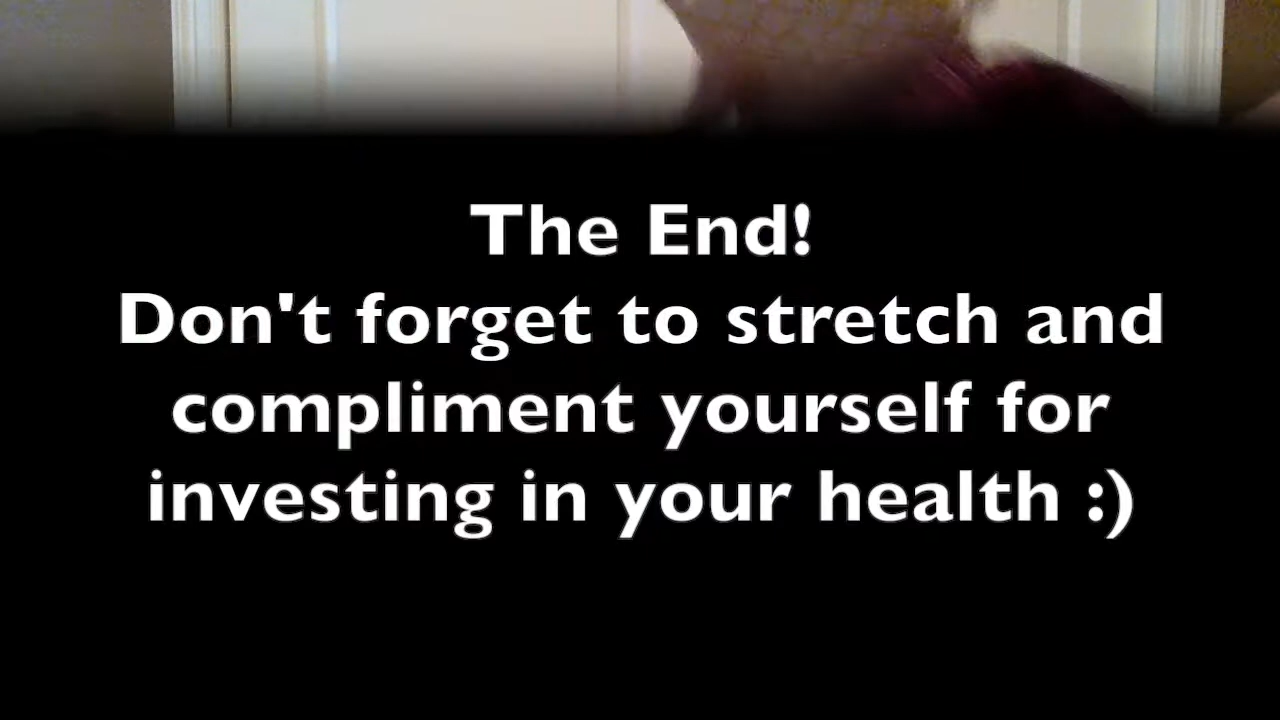 The End!
Don't forget to stretch and
compliment yourself for
investing in your health :)